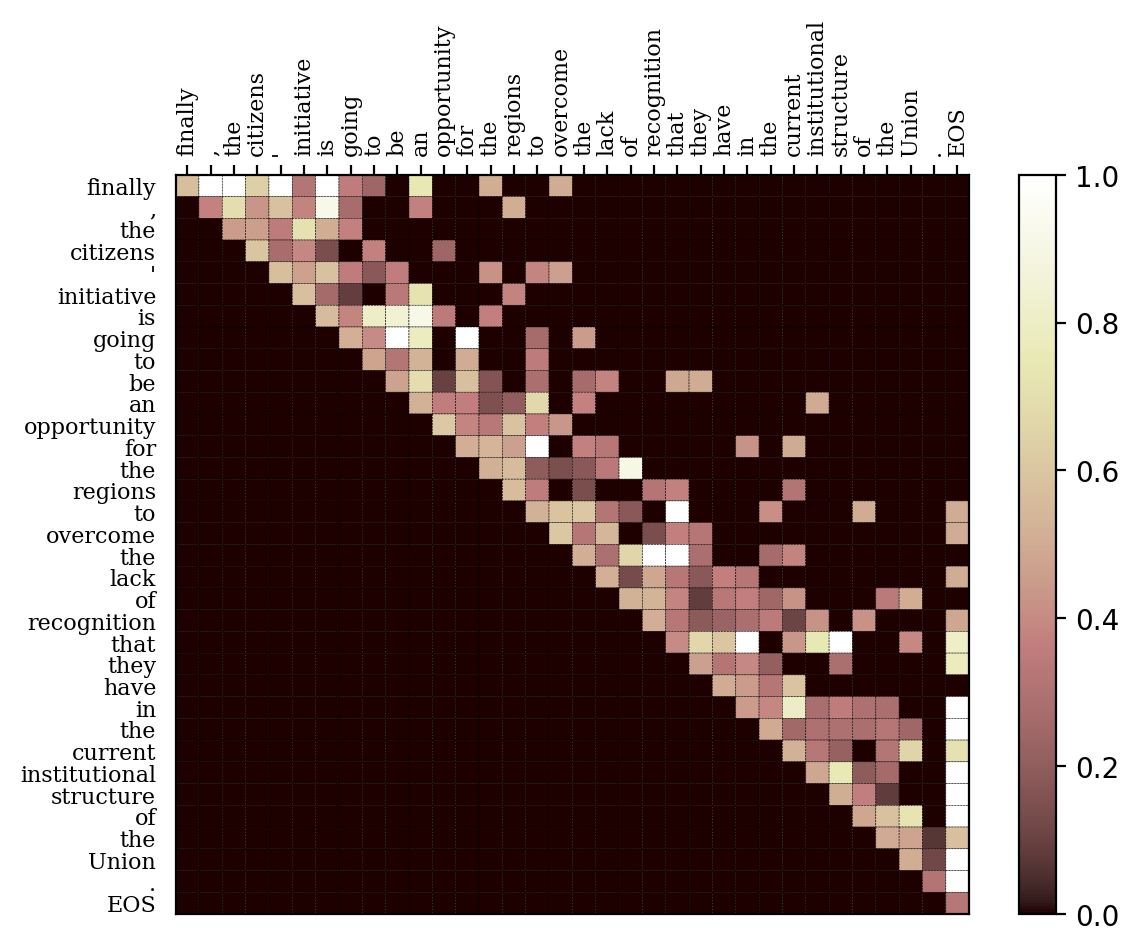 finally
,
the
citizens
'
initiative
is
going
to
be
an
opportunity
for
the
regions
to
overcome
the
lack
of
recognition
that
they
have
in
the
current
institutional
structure
of
the
Union
.
EOS
finally
,
the
citizens
'
initiative
is
going
to
be
an
opportunity
for
the
regions
to
overcome
the
lack
of
recognition
that
they
have
in
the
current
institutional
structure
of
the
Union
.
EOS
1.0
0.8
0.6
0.4
0.2
0.0